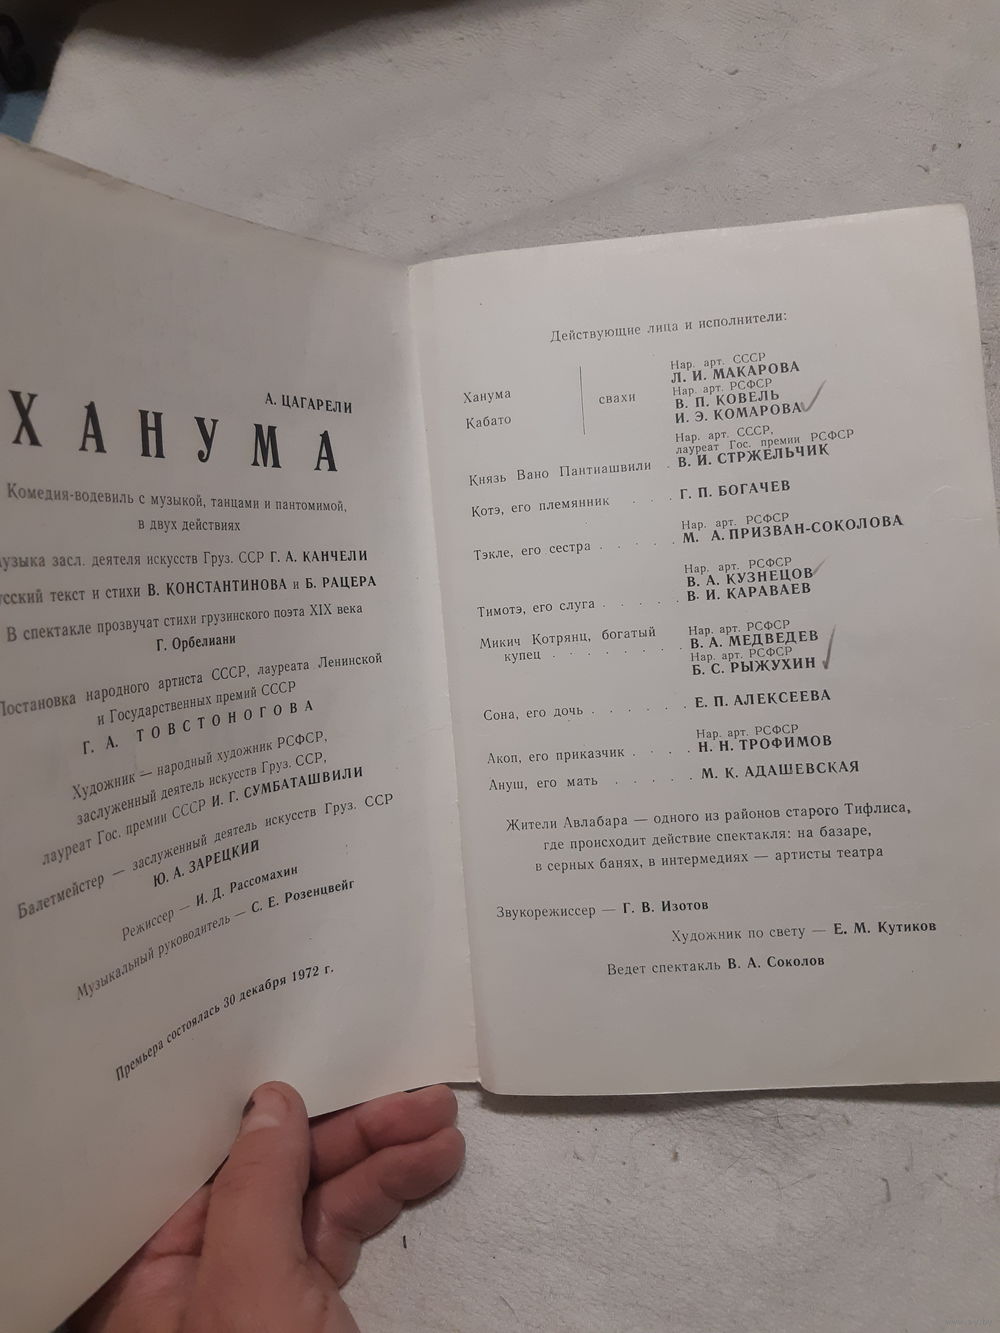 А. ЦАГАРЕЛИ
ХАНУМА
Комедия-водевиль с музыкой, танцами и пантомимой,
в двух действиях
засл. деятеля искусств Груз. ССР Г. А. КАНЧЕЛИ
текст и стихи В. КОНСТАНТИНОВА и Б. РАЦЕРА
В спектакле прозвучат стихи грузинского поэта XIX века
Г. Орбелиани
Постановка народного артиста СССР, лауреата Ленинской
и Государственных премий СССР
Г. А. ТОВСТОНОГОВА
Художник — народный художник РСФСР,
заслуженный деятель искусств Груз. ССР,
лауреат Гос. премии СССР И. Г. СУМБАТАШВИЛИ
Балетмейстер — заслуженный деятель искусств Груз. ССР
Ю. А. ЗАРЕЦКИЙ
Режиссер — И. Д. Рассомахин
Музыкальный руководитель — С. Е. Розенцвейг
Премьера состоялась 30 декабря 1972 г.
Действующие лица и исполнители:
Нар. арт. СССР
Ханума свахи Л. И. МАКАРОВА
Нар. арт. РСФСР
Кабато В. П. КОВЕЛЬ
И. Э. КОМАРОВА
Нар. арт. СССР,
лауреат Гос. премии РСФСР
Князь Вано Пантиашвили . В. И. СТРЖЕЛЬЧИК
Котэ, его племянник . . . Г. П. БОГАЧЕВ
Нар. арт. РСФСР
Тэкле, его сестра . . . . . М. А. ПРИЗВАН-СОКОЛОВА
Нар. арт. РСФСР
В. А. КУЗНЕЦОВ
Тимотэ, его слуга . . . . . В. И. КАРАВАЕВ
Нар. арт. РСФСР
Микич Котрянц, богатый В. А. МЕДВЕДЕВ
Нар. арт. РСФСР
купец . . . . . . . . Б. С. РЫЖУХИН
Сона, его дочь . . . . . . Е. П. АЛЕКСЕЕВА
Нар. арт. РСФСР
Акоп, его приказчик . . . . Н. Н. ТРОФИМОВ
Ануш, его мать . . . . . М. К. АДАШЕВСКАЯ
Жители Авлабара — одного из районов старого Тифлиса,
где происходит действие спектакля: на базаре,
в серных банях, в интермедиях — артисты театра
Звукорежиссер — Г. В. Изотов
Художник по свету — Е. М. Кутиков
Ведет спектакль В. А. Соколов